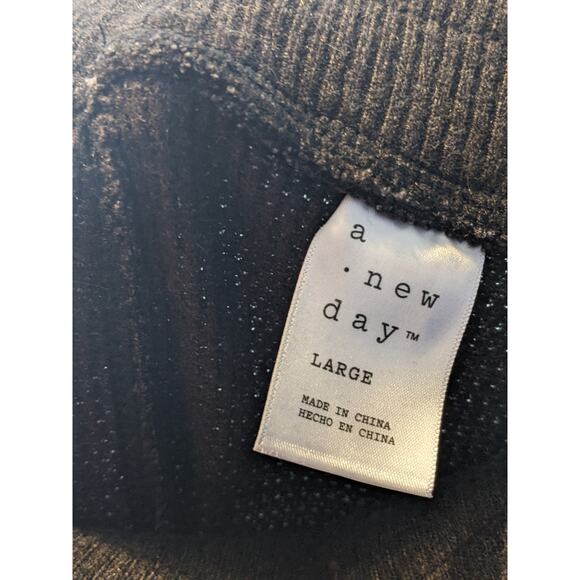 a
. new
day™
LARGE
MADE IN CHINA
HECHO EN CHINA